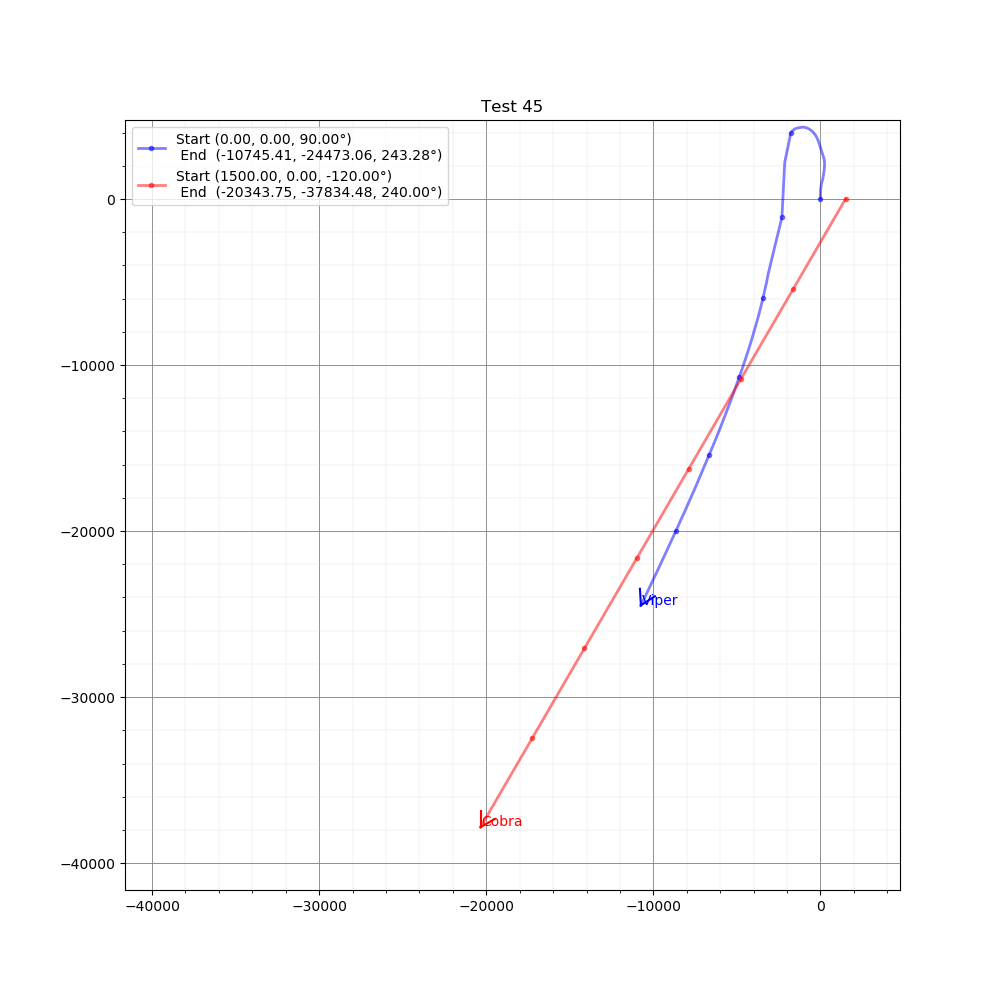 Test 45
Start (0.00, 0.00, 90.00°)
End (-10745.41, -24473.06, 243.28°)
Start (1500.00, 0.00, -120.00°)
End (-20343.75, -37834.48, 240.00°)
0
−10000
−20000
−30000
−40000
Viper
Cobra
−40000 −30000 −20000 −10000 0